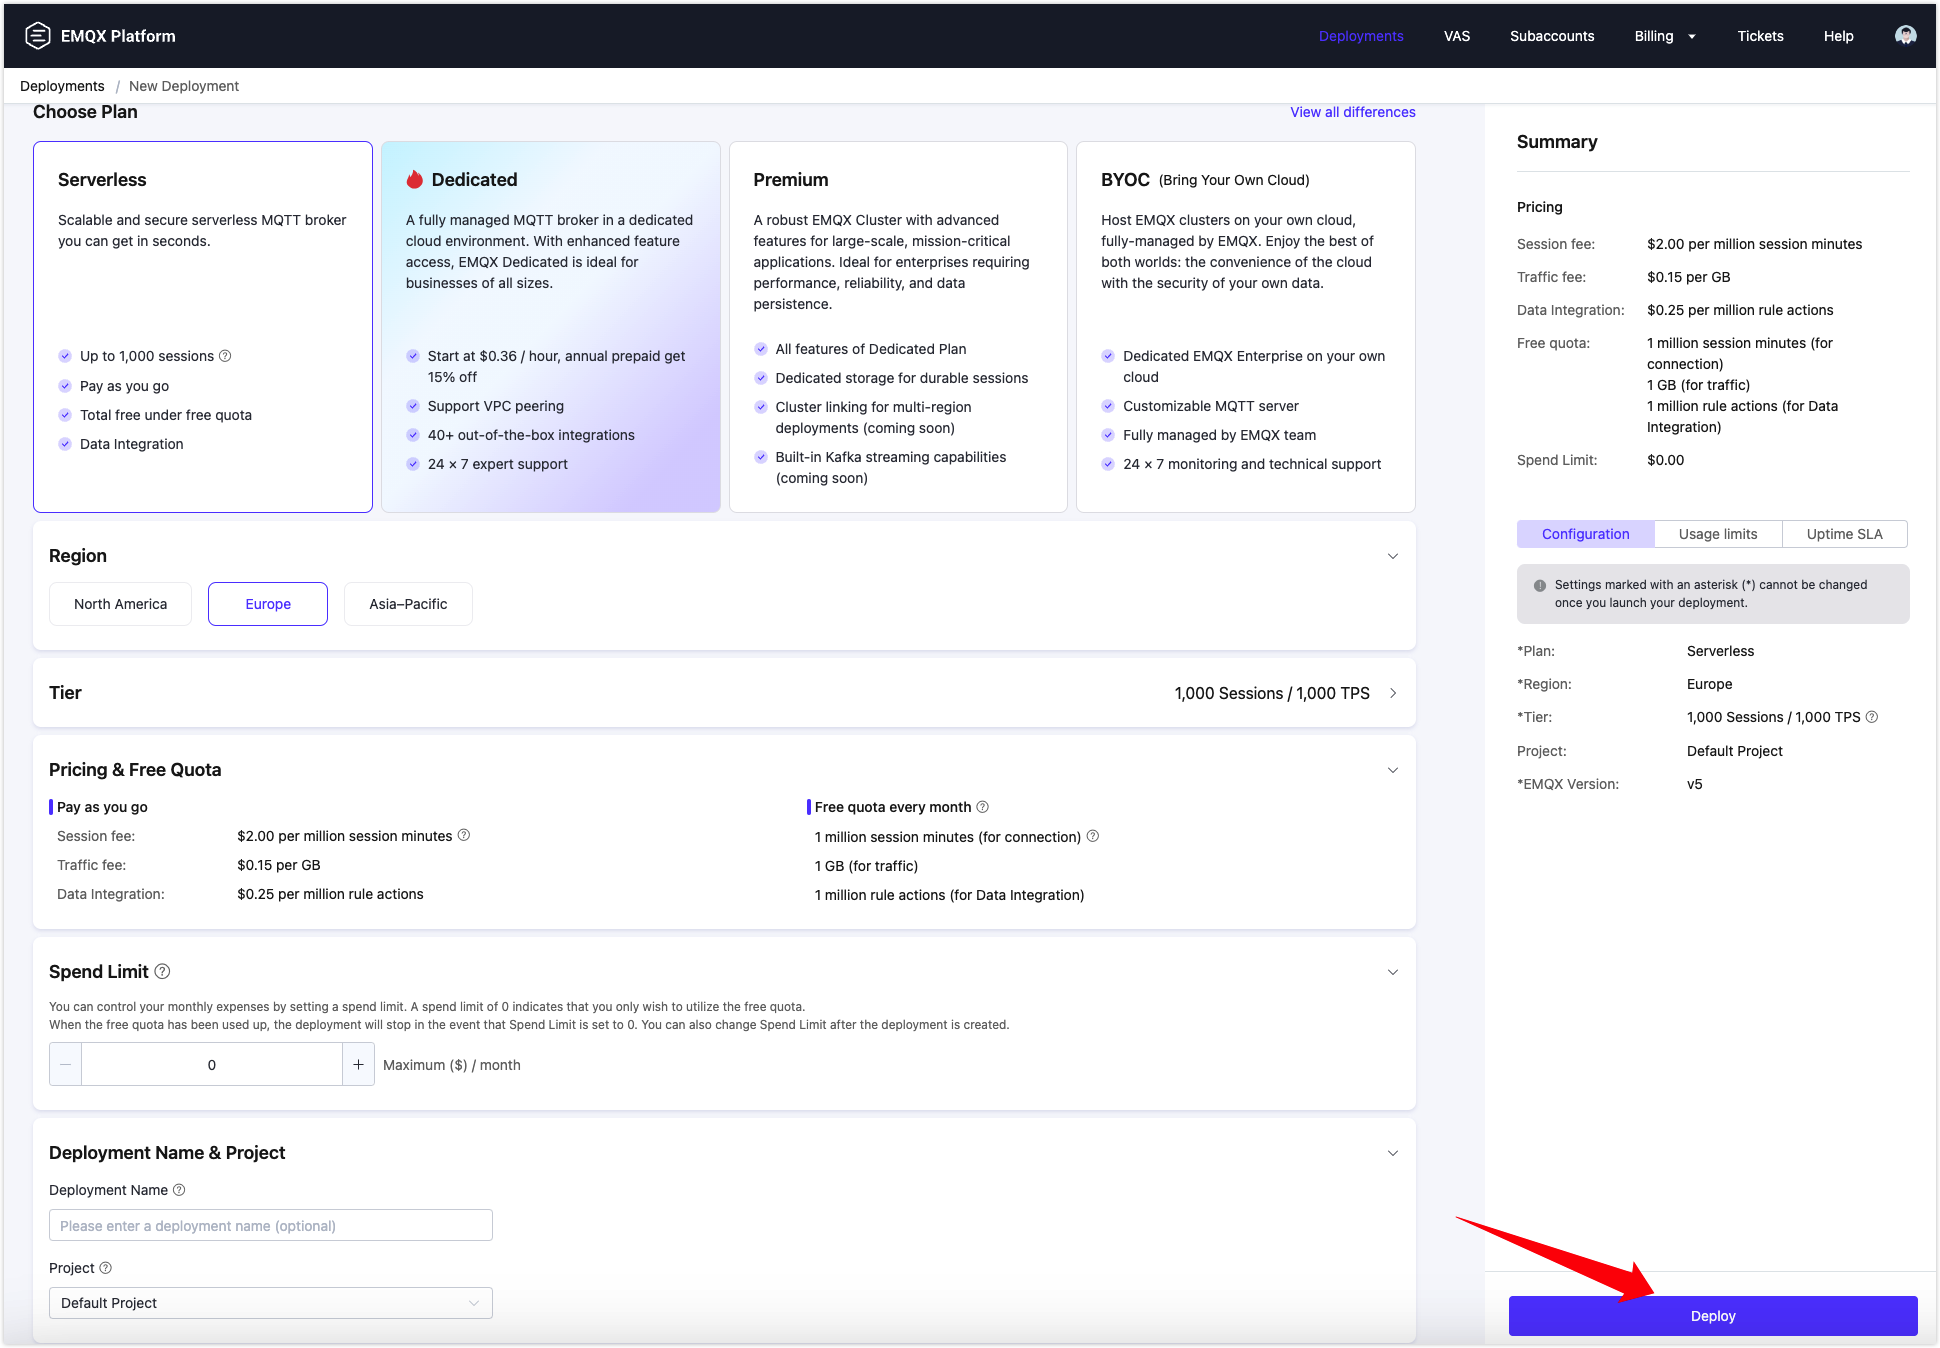 EMQX Platform
Deployments
VAS
Subaccounts
Billing
Tickets
Help
Deployments / New Deployment
Choose Plan
View all differences
Serverless
Scalable and secure serverless MQTT broker
you can get in seconds.
Up to 1,000 sessions
Pay as you go
Total free under free quota
Data Integration
Dedicated
A fully managed MQTT broker in a dedicated
cloud environment. With enhanced feature
access, EMQX Dedicated is ideal for
businesses of all sizes.
Start at $0.36 / hour, annual prepaid get
15% off
Support VPC peering
40+ out-of-the-box integrations
24 × 7 expert support
Premium
A robust EMQX Cluster with advanced
features for large-scale, mission-critical
applications. Ideal for enterprises requiring
performance, reliability, and data
persistence.
All features of Dedicated Plan
Dedicated storage for durable sessions
Cluster linking for multi-region
deployments (coming soon)
Built-in Kafka streaming capabilities
(coming soon)
BYOC (Bring Your Own Cloud)
Host EMQX clusters on your own cloud,
fully-managed by EMQX. Enjoy the best of
both worlds: the convenience of the cloud
with the security of your own data.
Dedicated EMQX Enterprise on your own
cloud
Customizable MQTT server
Fully managed by EMQX team
24 × 7 monitoring and technical support
Region
North America
Europe
Asia–Pacific
Tier
1,000 Sessions / 1,000 TPS
Pricing & Free Quota
Pay as you go
Session fee: $2.00 per million session minutes
Traffic fee: $0.15 per GB
Data Integration: $0.25 per million rule actions
Free quota every month
1 million session minutes (for connection)
1 GB (for traffic)
1 million rule actions (for Data Integration)
Spend Limit
You can control your monthly expenses by setting a spend limit. A spend limit of 0 indicates that you only wish to utilize the free quota.
When the free quota has been used up, the deployment will stop in the event that Spend Limit is set to 0. You can also change Spend Limit after the deployment is created.
− 0 + Maximum ($) / month
Deployment Name & Project
Deployment Name
Please enter a deployment name (optional)
Project
Default Project
Summary
Pricing
Session fee: $2.00 per million session minutes
Traffic fee: $0.15 per GB
Data Integration: $0.25 per million rule actions
Free quota: 1 million session minutes (for
connection)
1 GB (for traffic)
1 million rule actions (for Data
Integration)
Spend Limit: $0.00
Configuration
Usage limits
Uptime SLA
Settings marked with an asterisk (*) cannot be changed
once you launch your deployment.
*Plan: Serverless
*Region: Europe
*Tier: 1,000 Sessions / 1,000 TPS
Project: Default Project
*EMQX Version: v5
Deploy